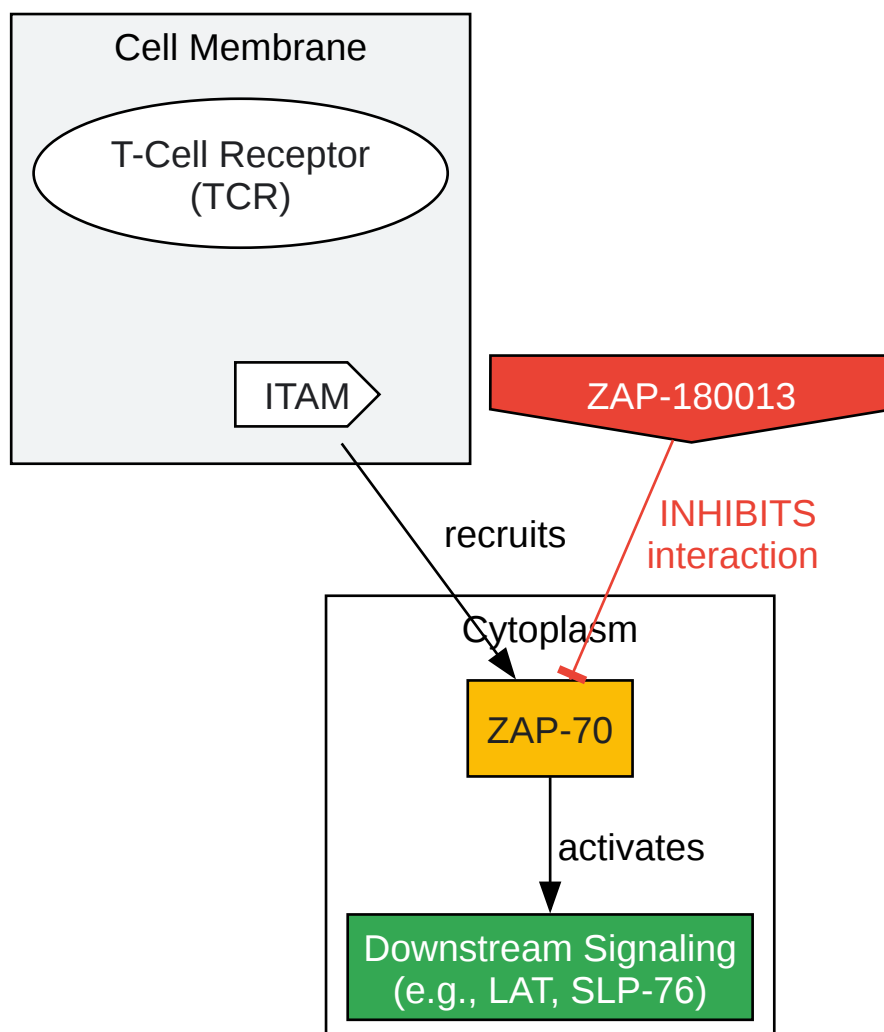 Cell Membrane
T-Cell Receptor
(TCR)
ITAM
ZAP-180013
recruits
INHIBITS
interaction
Cytoplasm
ZAP-70
activates
Downstream Signaling
(e.g., LAT, SLP-76)